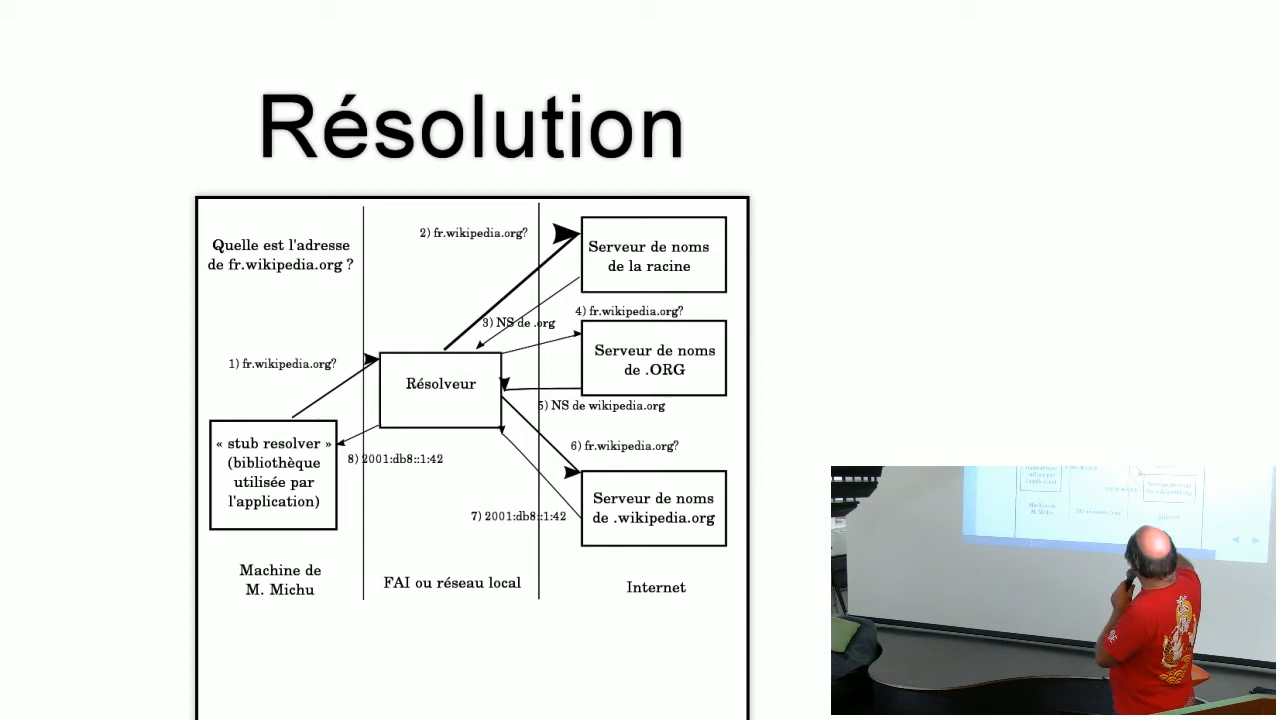 Résolution
Quelle est l'adresse
de fr.wikipedia.org ?
2) fr.wikipedia.org?
Serveur de noms
de la racine
3) NS de .org
4) fr.wikipedia.org?
Serveur de noms
de .ORG
1) fr.wikipedia.org?
Résolveur
5) NS de wikipedia.org
« stub resolver »
(bibliothèque
utilisée par
l'application)
8) 2001:db8::1:42
6) fr.wikipedia.org?
7) 2001:db8::1:42
Serveur de noms
de .wikipedia.org
Machine de
M. Michu
FAI ou réseau local
Internet